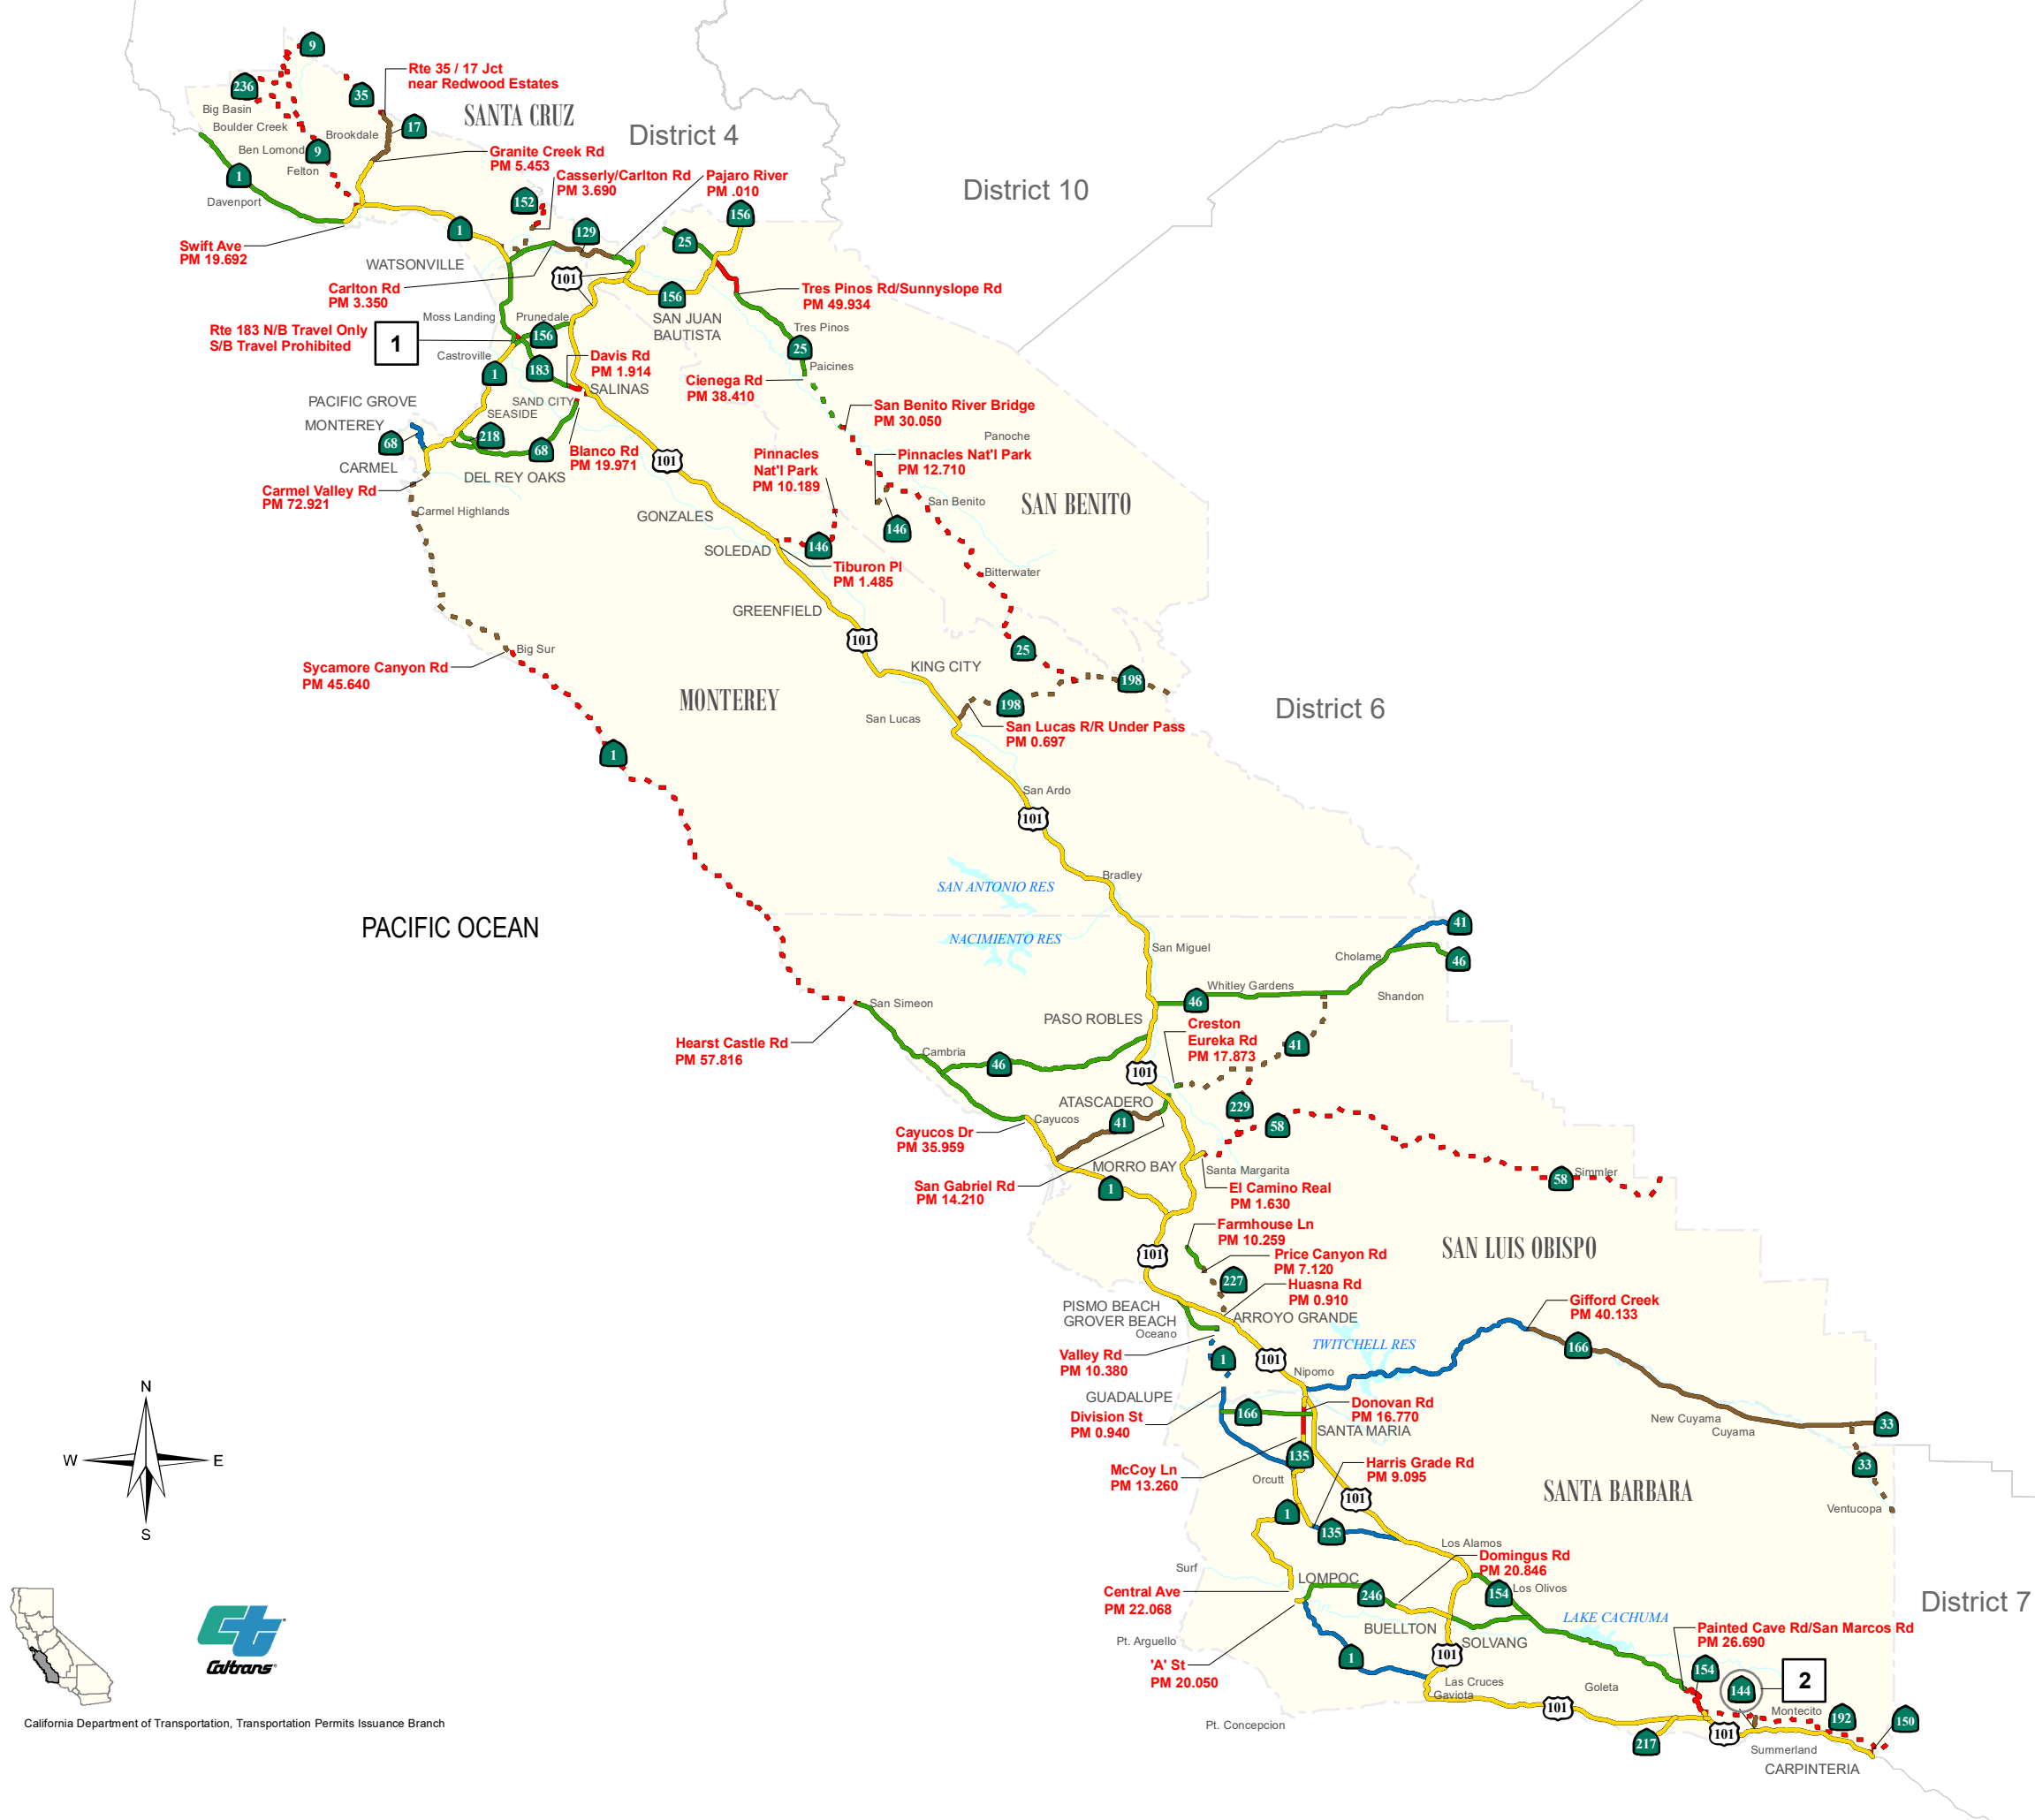 9
Rte 35 / 17 Jct
near Redwood Estates
236
35
Big Basin
SANTA CRUZ
17
Boulder Creek
Brookdale
District 4
Ben Lomond
9
Granite Creek Rd
PM 5.453
Felton
1
Casserly/Carlton Rd
PM 3.690
Pajaro River
PM .010
District 10
Davenport
152
156
1
129
25
Swift Ave
PM 19.692
WATSONVILLE
101
Carlton Rd
PM 3.350
156
Tres Pinos Rd/Sunnyslope Rd
PM 49.934
Moss Landing
Prunedale
SAN JUAN
BAUTISTA
Rte 183 N/B Travel Only
S/B Travel Prohibited
1
156
Tres Pinos
25
Castroville
Davis Rd
PM 1.914
Paicines
1
183
SALINAS
Cienega Rd
PM 38.410
PACIFIC GROVE
SAND CITY
SEASIDE
San Benito River Bridge
PM 30.050
MONTEREY
68
218
68
Panoche
Blanco Rd
PM 19.971
101
Pinnacles
Nat'l Park
PM 10.189
Pinnacles Nat'l Park
PM 12.710
CARMEL
DEL REY OAKS
Carmel Valley Rd
PM 72.921
San Benito
SAN BENITO
Carmel Highlands
GONZALES
146
146
SOLEDAD
Tiburon Pl
PM 1.485
Bitterwater
GREENFIELD
101
25
Big Sur
Sycamore Canyon Rd
PM 45.640
KING CITY
198
MONTEREY
198
District 6
San Lucas
San Lucas R/R Under Pass
PM 0.697
1
San Ardo
101
Bradley
SAN ANTONIO RES
PACIFIC OCEAN
41
NACIMIENTO RES
San Miguel
Cholame
46
Whitley Gardens
Shandon
San Simeon
46
PASO ROBLES
Creston
Eureka Rd
PM 17.873
Hearst Castle Rd
PM 57.816
Cambria
46
41
101
ATASCADERO
229
Cayucos
41
58
Cayucos Dr
PM 35.959
MORRO BAY
Santa Margarita
Simmler
58
San Gabriel Rd
PM 14.210
1
El Camino Real
PM 1.630
Farmhouse Ln
PM 10.259
SAN LUIS OBISPO
101
Price Canyon Rd
PM 7.120
227
Huasna Rd
PM 0.910
PISMO BEACH
GROVER BEACH
Oceano
ARROYO GRANDE
Gifford Creek
PM 40.133
TWITCHELL RES
166
Valley Rd
PM 10.380
1
101
Nipomo
GUADALUPE
Donovan Rd
PM 16.770
Division St
PM 0.940
166
New Cuyama
Cuyama
33
SANTA MARIA
N
W
E
S
135
McCoy Ln
PM 13.260
Harris Grade Rd
PM 9.095
33
Orcutt
101
SANTA BARBARA
Ventucopa
1
135
Los Alamos
Surf
Domingus Rd
PM 20.846
LOMPOC
Central Ave
PM 22.068
246
154
Los Olivos
District 7
LAKE CACHUMA
BUELLTON
SOLVANG
Painted Cave Rd/San Marcos Rd
PM 26.690
Pt. Arguello
'A' St
PM 20.050
1
101
154
144
2
Las Cruces
Gaviota
Goleta
Montecito
Pt. Concepcion
101
192
150
217
101
Summerland
CARPINTERIA
CT
Caltrans
California Department of Transportation, Transportation Permits Issuance Branch